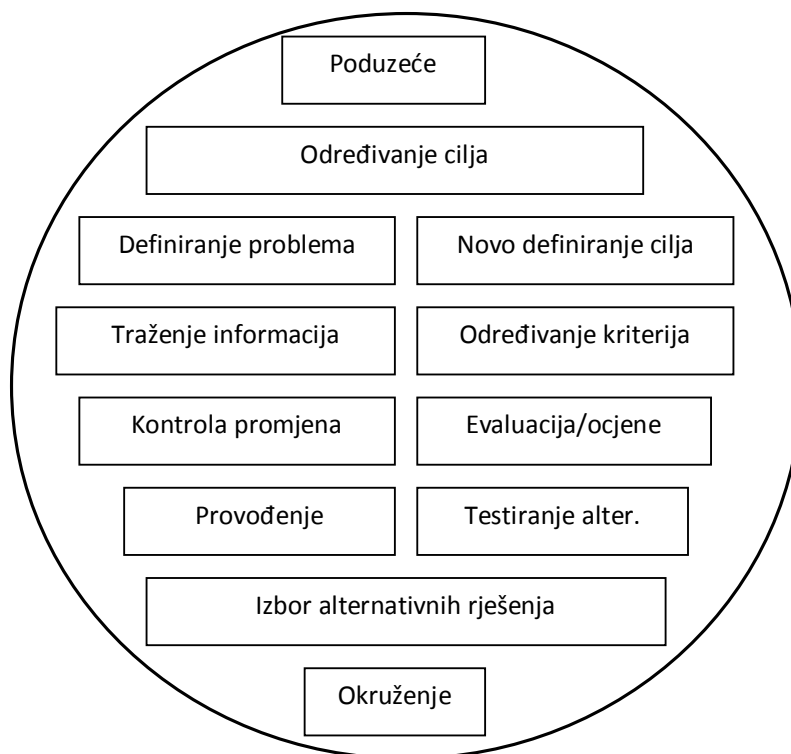 Poduzeće
Određivanje cilja
Definiranje problema
Novo definiranje cilja
Traženje informacija
Određivanje kriterija
Kontrola promjena
Evaluacija/ocjene
Provođenje
Testiranje alter.
Izbor alternativnih rješenja
Okruženje